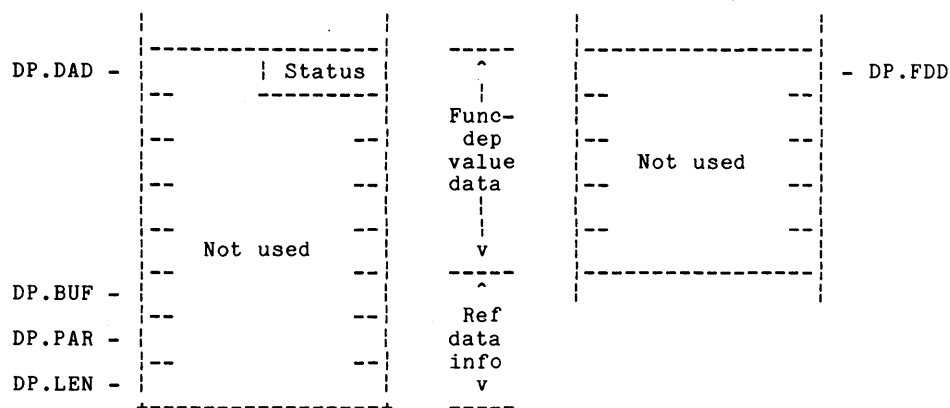 DP.DAD - | Status | - DP.FDD
Func-
dep
value Not used
data
Not used
DP.BUF -
Ref
DP.PAR - data
info
DP.LEN -